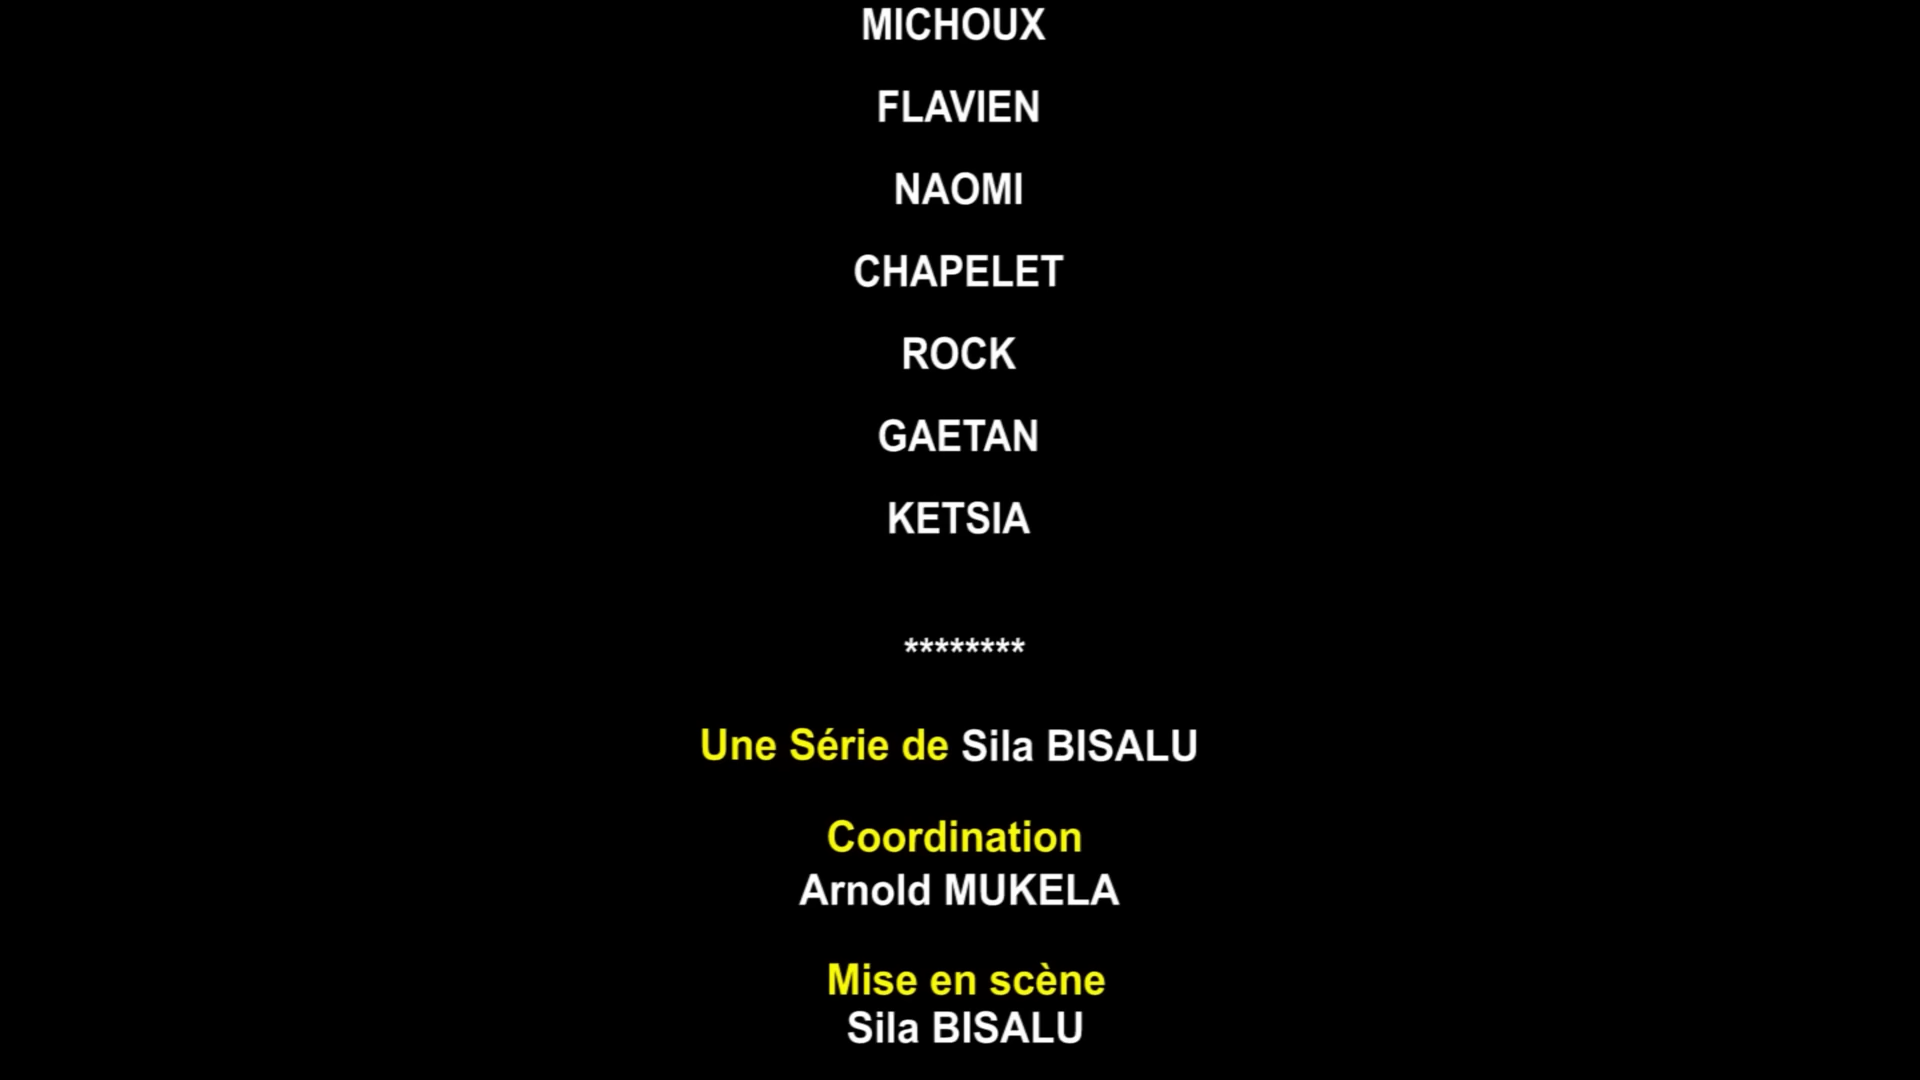 MICHOUX
FLAVIEN
NAOMI
CHAPELET
ROCK
GAETAN
KETSIA
********
Une Série de Sila BISALU
Coordination
Arnold MUKELA
Mise en scène
Sila BISALU